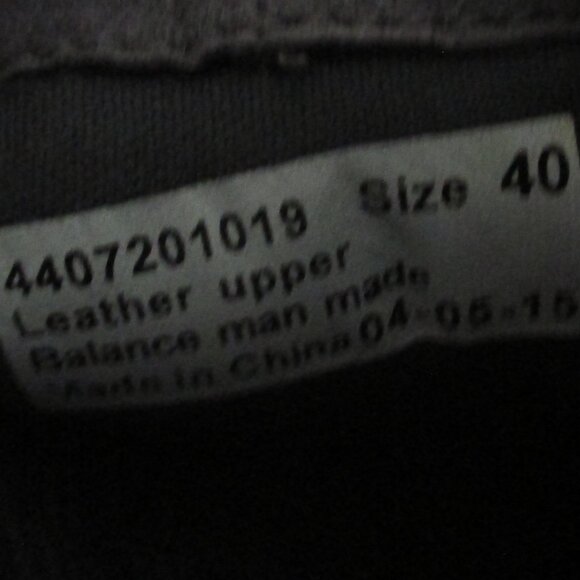 4407201019 Size 40
Leather upper
Balance man made
Made in China 04-05-15